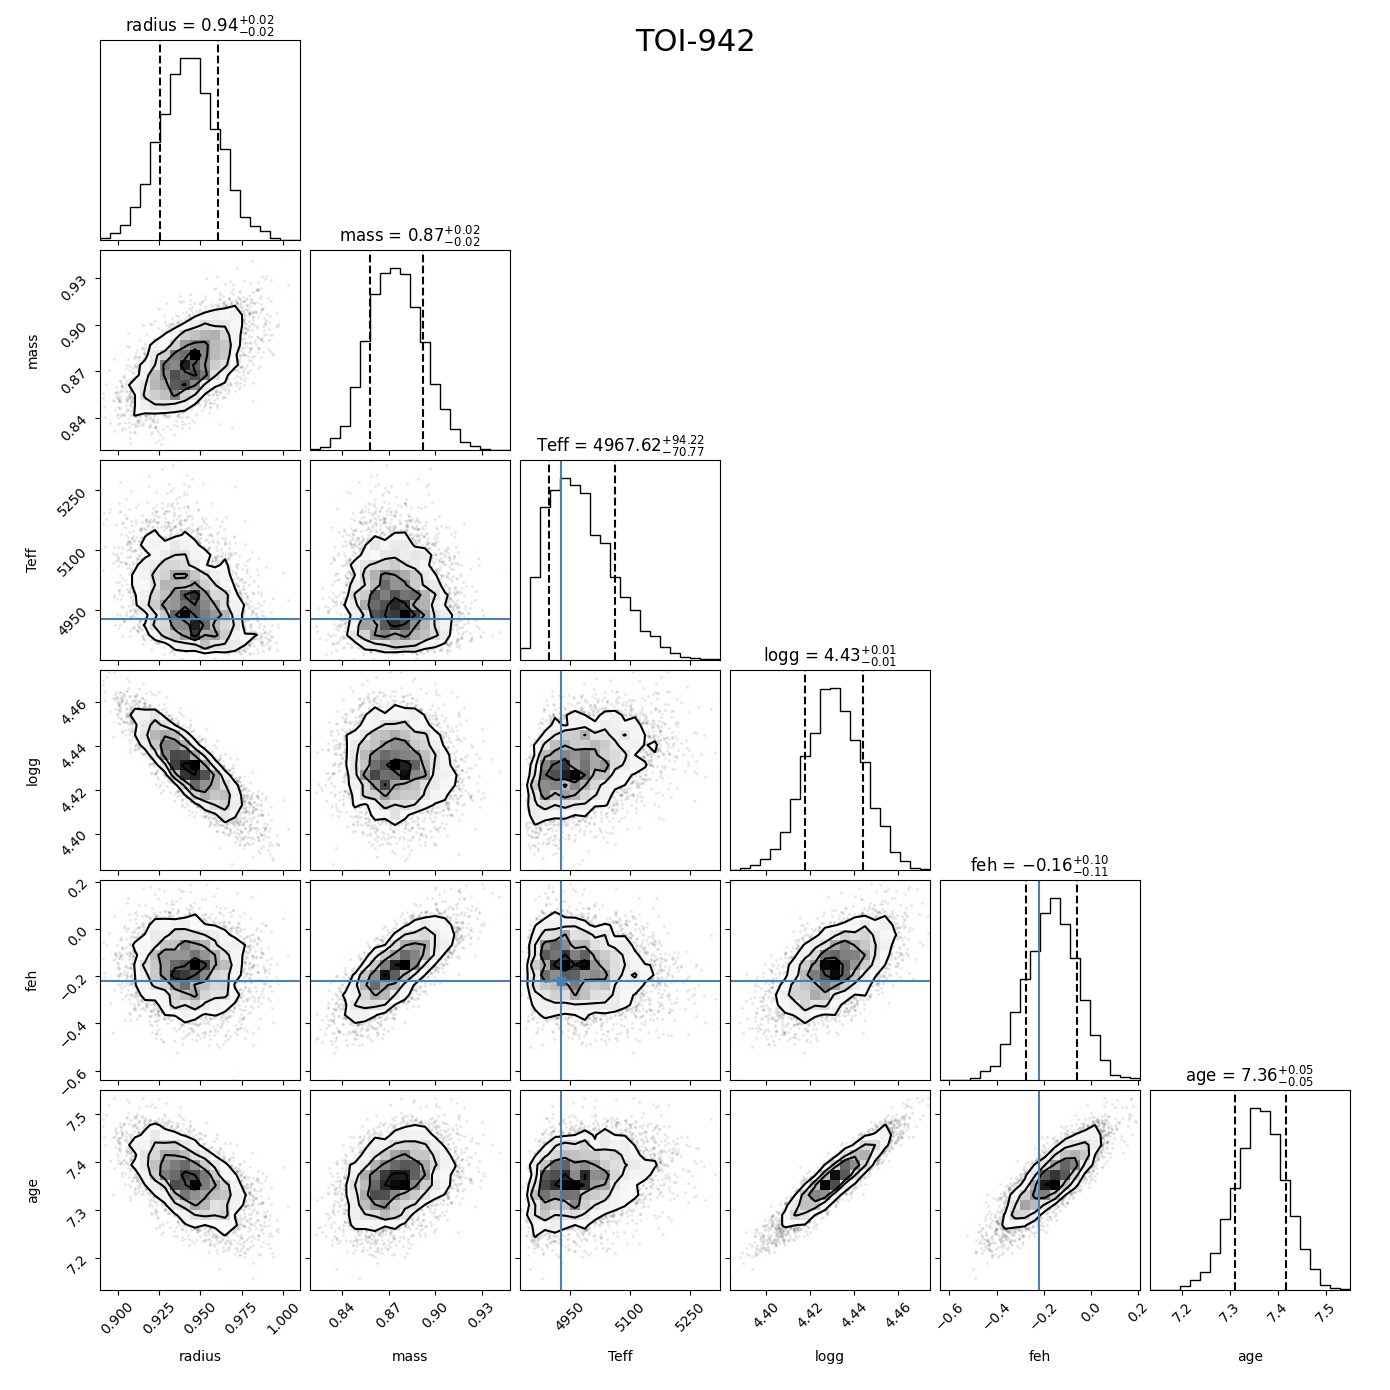 TOI-942
radius = 0.94^{+0.02}_{−0.02}
mass = 0.87^{+0.02}_{−0.02}
0.93
0.90
0.87
0.84
mass
Teff = 4967.62^{+94.22}_{−70.77}
5250
5100
4950
Teff
logg = 4.43^{+0.01}_{−0.01}
4.46
4.44
4.42
4.40
logg
feh = −0.16^{+0.10}_{−0.11}
0.2
0.0
−0.2
−0.4
−0.6
feh
age = 7.36^{+0.05}_{−0.05}
7.5
7.4
7.3
7.2
age
0.900 0.925 0.950 0.975 1.000
0.84 0.87 0.90 0.93
4950 5100 5250
4.40 4.42 4.44 4.46
−0.6 −0.4 −0.2 0.0 0.2
7.2 7.3 7.4 7.5
radius mass Teff logg feh age